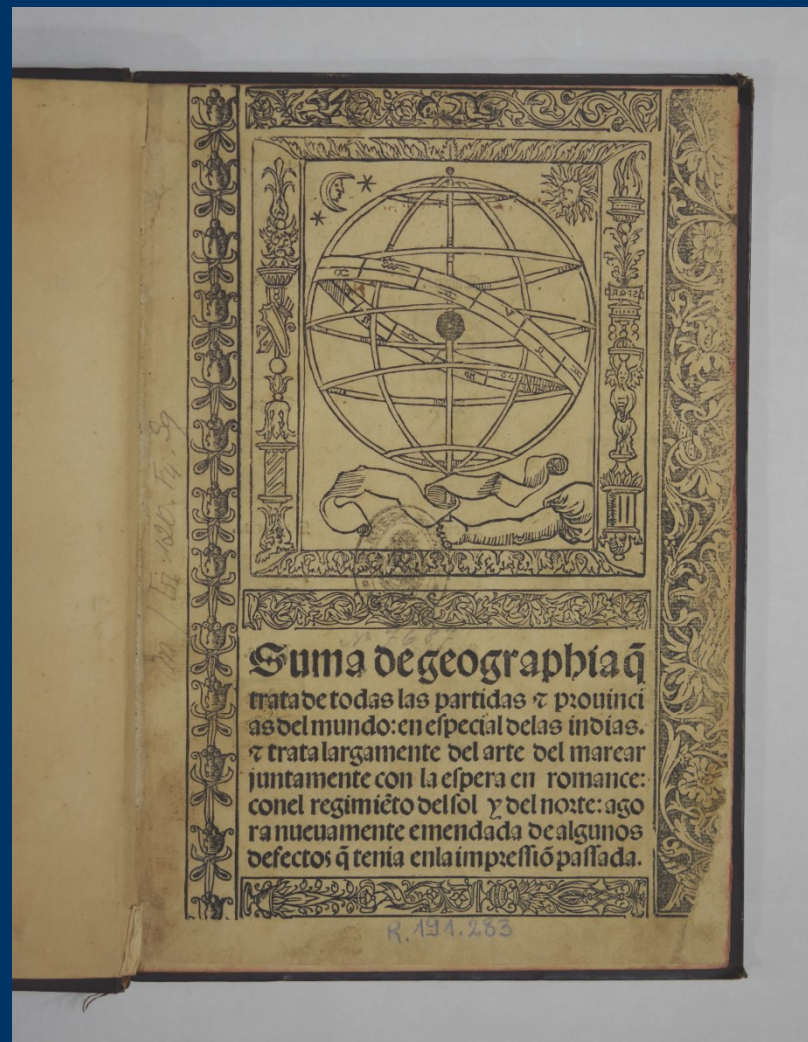 Suma de geographia q̄
trata de todas las partidas ⁊ prouinci
as del mundo: en eſpecial delas indias.
⁊ trata largamente del arte del marear
juntamente con la eſpera en romance:
conel regimiẽto del ſol y del norte: ago
ra nueuamente emendada de algunos
defectos q̄ tenia enla impreſſiõ paſſada.
R. 191.283